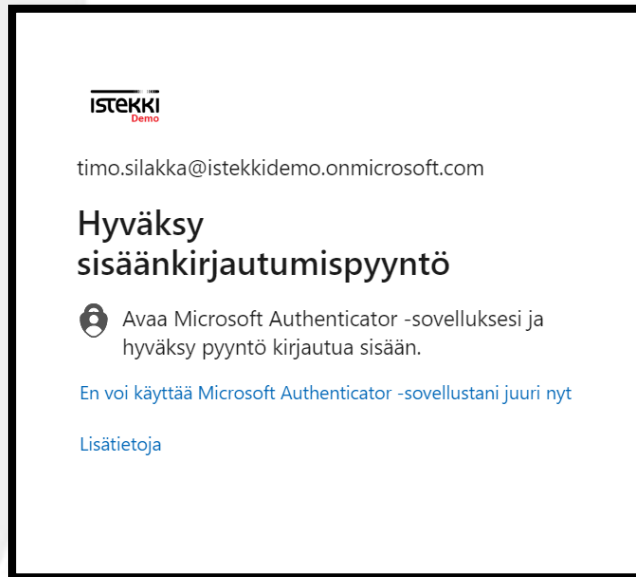 ISTEKKI
Demo
timo.silakka@istekkidemo.onmicrosoft.com
Hyväksy
sisäänkirjautumispyyntö
Avaa Microsoft Authenticator -sovelluksesi ja
hyväksy pyyntö kirjautua sisään.
En voi käyttää Microsoft Authenticator -sovellustani juuri nyt
Lisätietoja